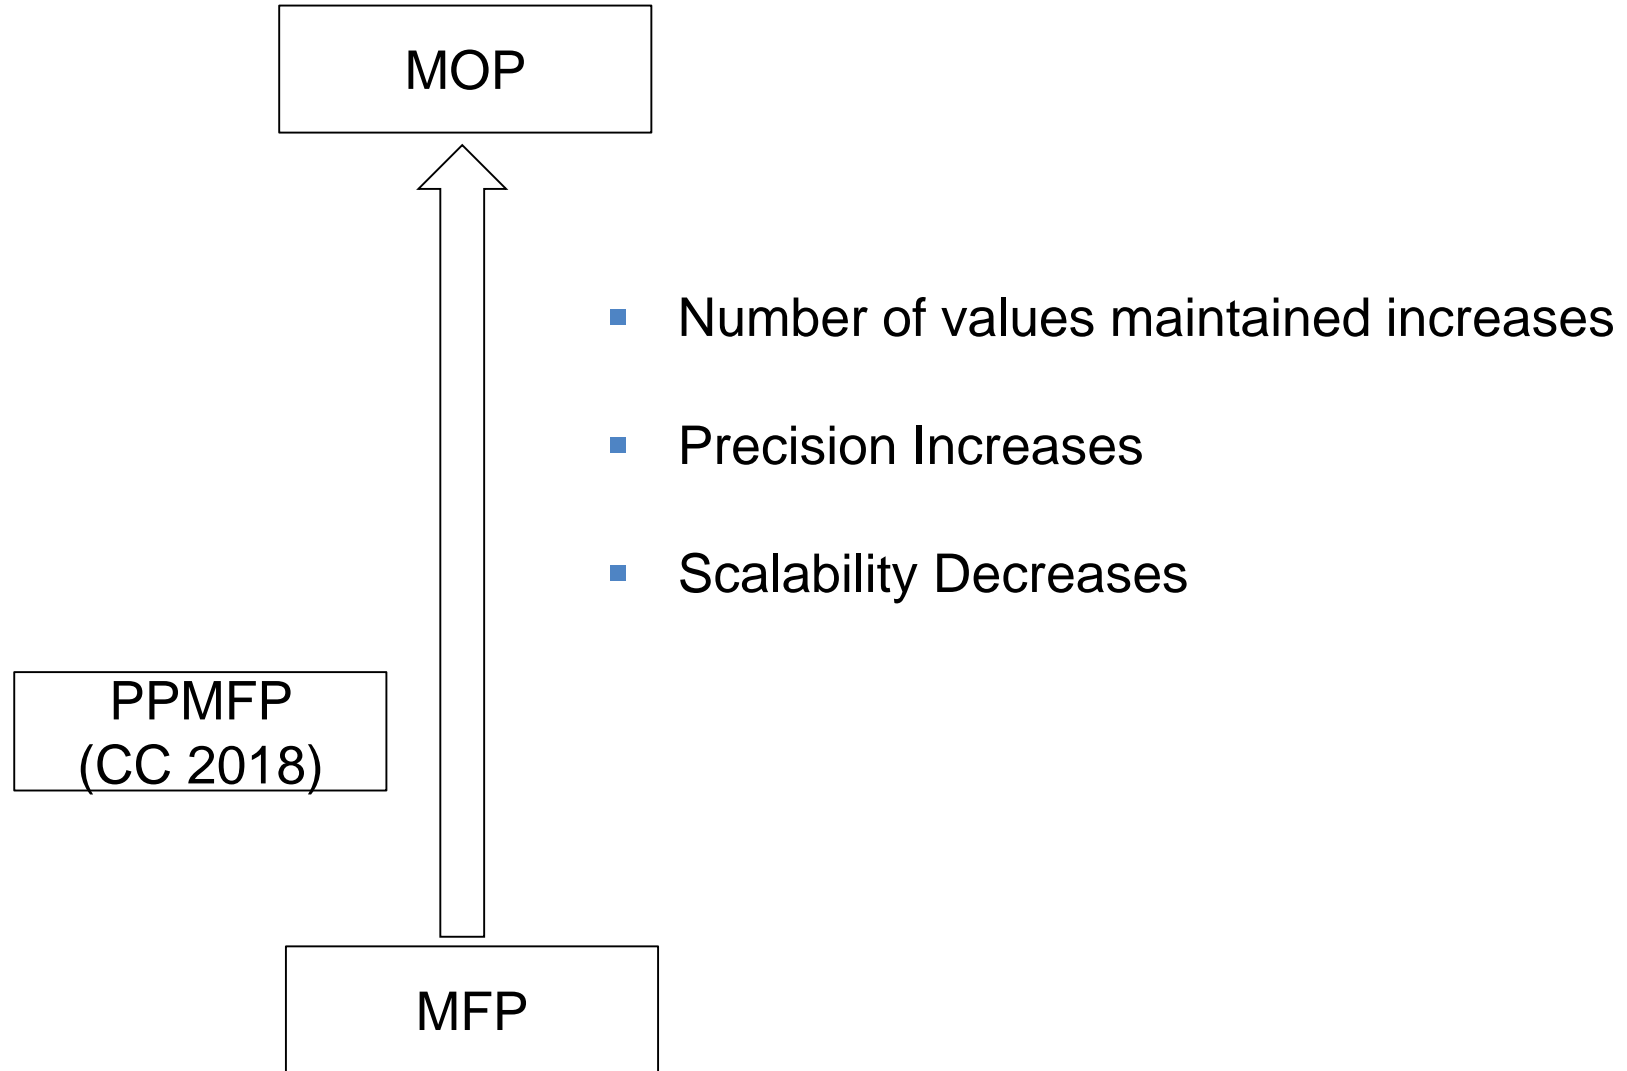 MOP
Number of values maintained increases
Precision Increases
Scalability Decreases
PPMFP
(CC 2018)
MFP